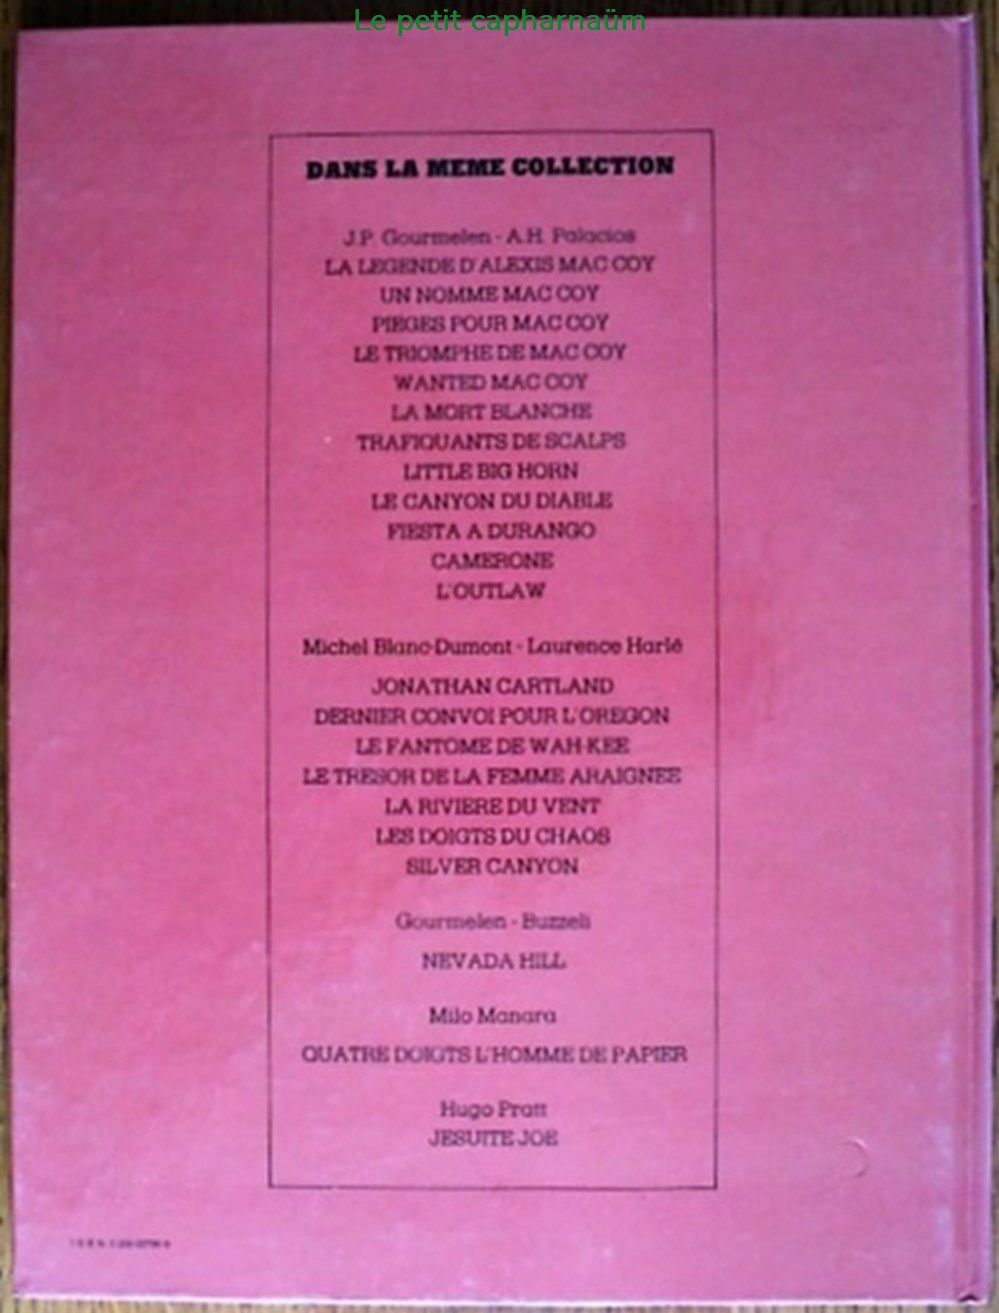 Le petit capharnaüm
DANS LA MEME COLLECTION
J.P. Gourmelen - A.H. Palacios
LA LEGENDE D'ALEXIS MAC COY
UN NOMME MAC COY
PIEGES POUR MAC COY
LE TRIOMPHE DE MAC COY
WANTED MAC COY
LA MORT BLANCHE
TRAFIQUANTS DE SCALPS
LITTLE BIG HORN
LE CANYON DU DIABLE
FIESTA A DURANGO
CAMERONE
L'OUTLAW
Michel Blanc-Dumont - Laurence Harlé
JONATHAN CARTLAND
DERNIER CONVOI POUR L'OREGON
LE FANTOME DE WAH-KEE
LE TRESOR DE LA FEMME ARAIGNEE
LA RIVIERE DU VENT
LES DOIGTS DU CHAOS
SILVER CANYON
Gourmelen - Buzzeli
NEVADA HILL
Milo Manara
QUATRE DOIGTS L'HOMME DE PAPIER
Hugo Pratt
JESUITE JOE